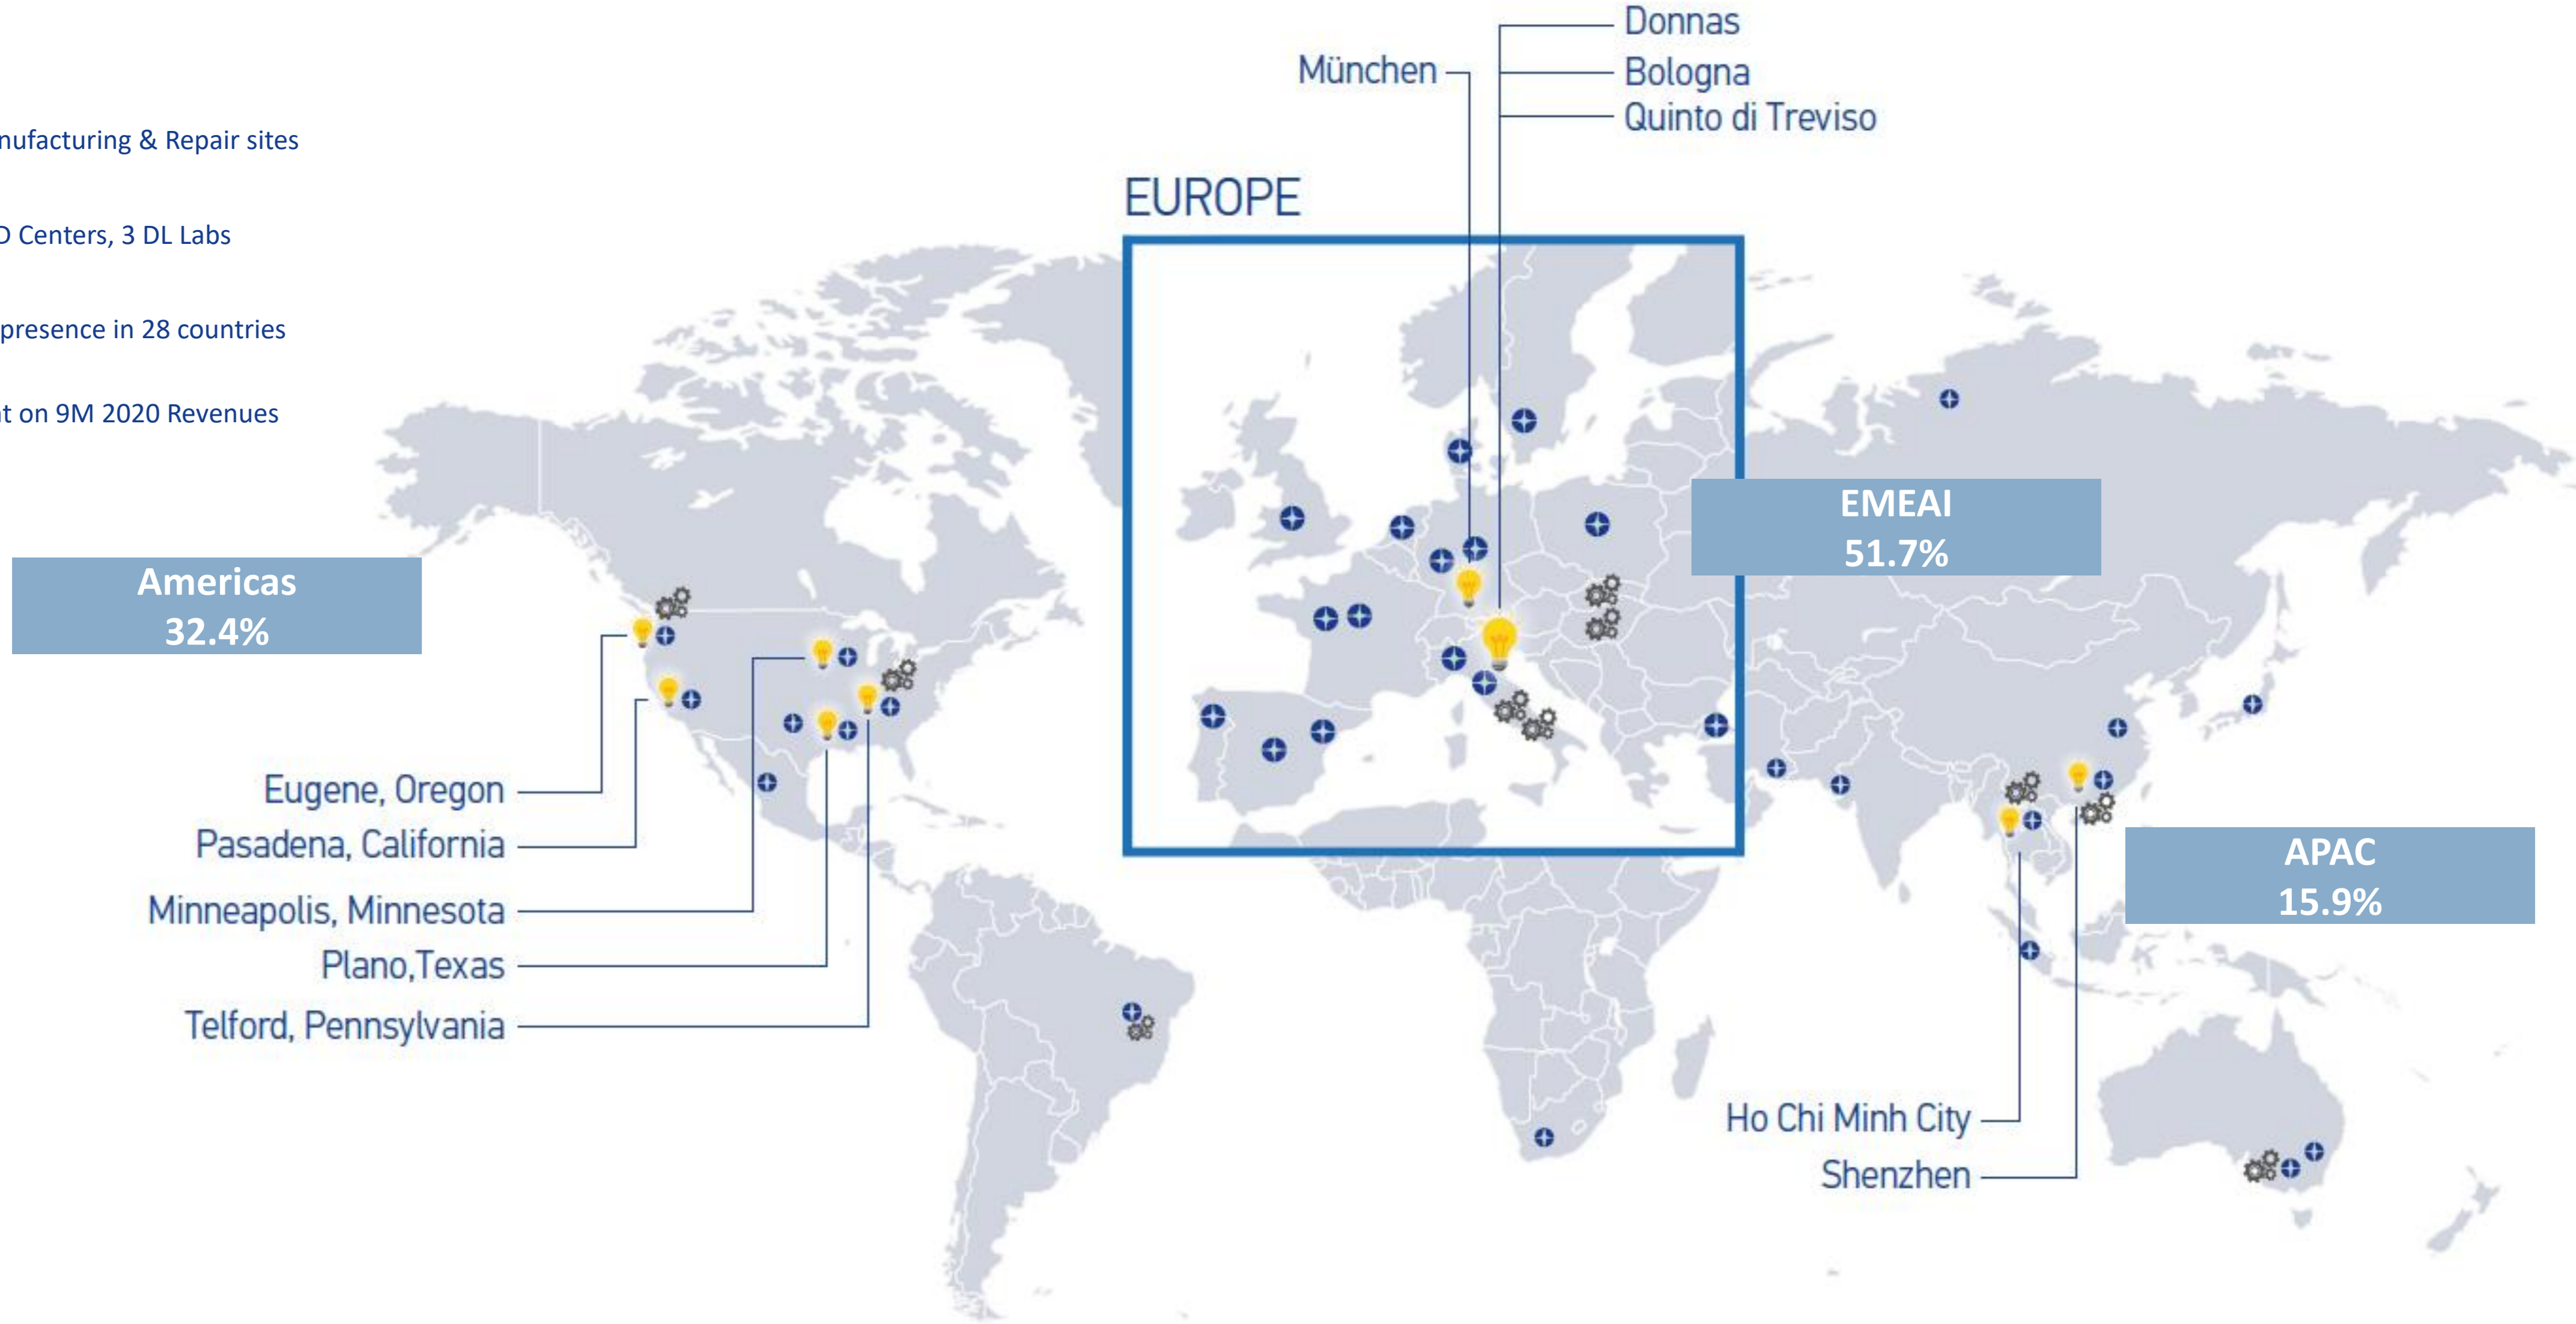 nufacturing & Repair sites
D Centers, 3 DL Labs
presence in 28 countries
t on 9M 2020 Revenues
Donnas
München
Bologna
Quinto di Treviso
EUROPE
EMEAI
51.7%
Americas
32.4%
Eugene, Oregon
Pasadena, California
Minneapolis, Minnesota
Plano,Texas
Telford, Pennsylvania
APAC
15.9%
Ho Chi Minh City
Shenzhen